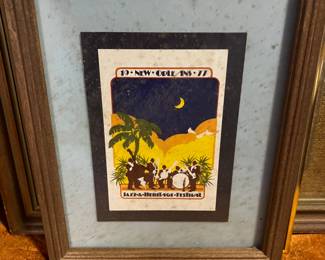 19 • NEW • ORLEANS • 77
JAZZ • & • HERITAGE • FESTIVAL